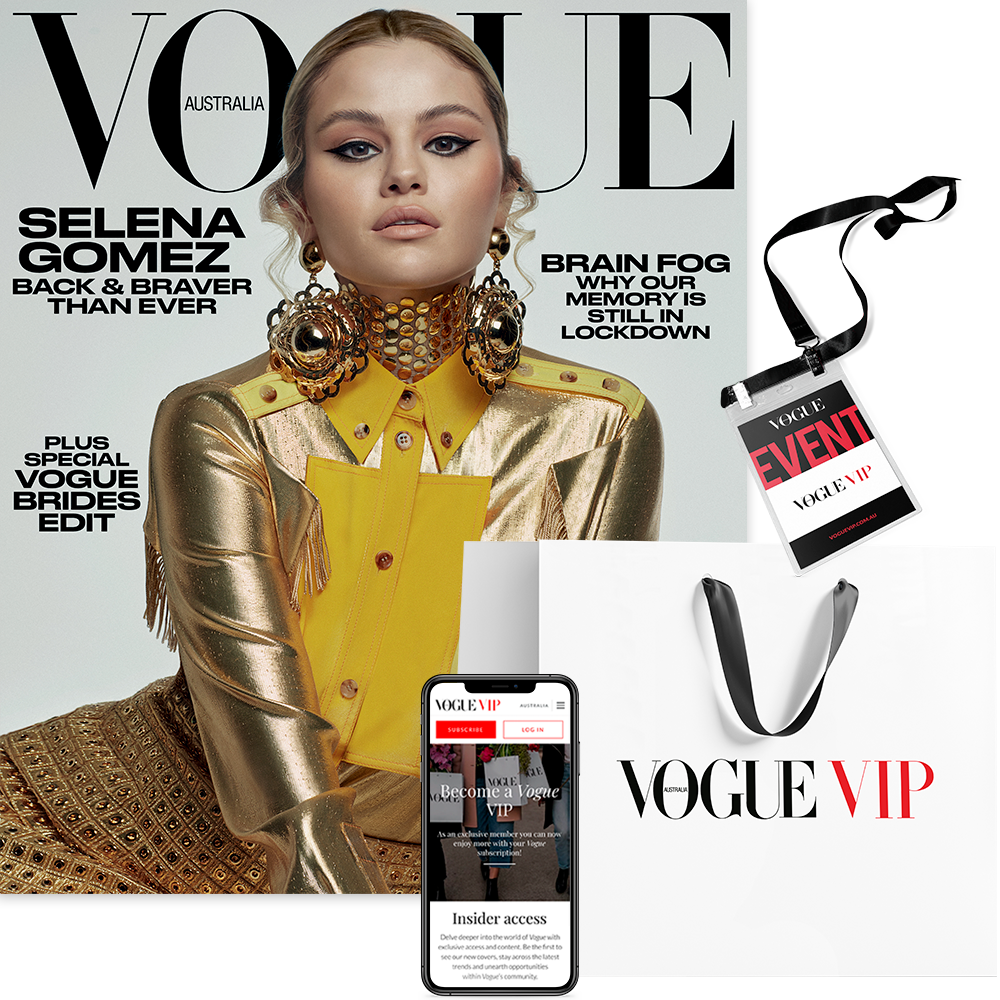 VOGUE
AUSTRALIA
SELENA
GOMEZ
BACK & BRAVER
THAN EVER
BRAIN FOG
WHY OUR
MEMORY IS
STILL IN
LOCKDOWN
PLUS
SPECIAL
VOGUE
BRIDES
EDIT
VOGUE
EVENT
VOGUE VIP
VOGUEVIP.COM.AU
VOGUE VIP
AUSTRALIA
VOGUE VIP
AUSTRALIA
SUBSCRIBE
LOG IN
VOGUE
Become a Vogue
VIP
As an exclusive member you can now
enjoy more with your Vogue
subscription!
Insider access
Delve deeper into the world of Vogue with
exclusive access and content. Be the first to
see our new covers, stay across the latest
trends and unearth opportunities
within Vogue's community.